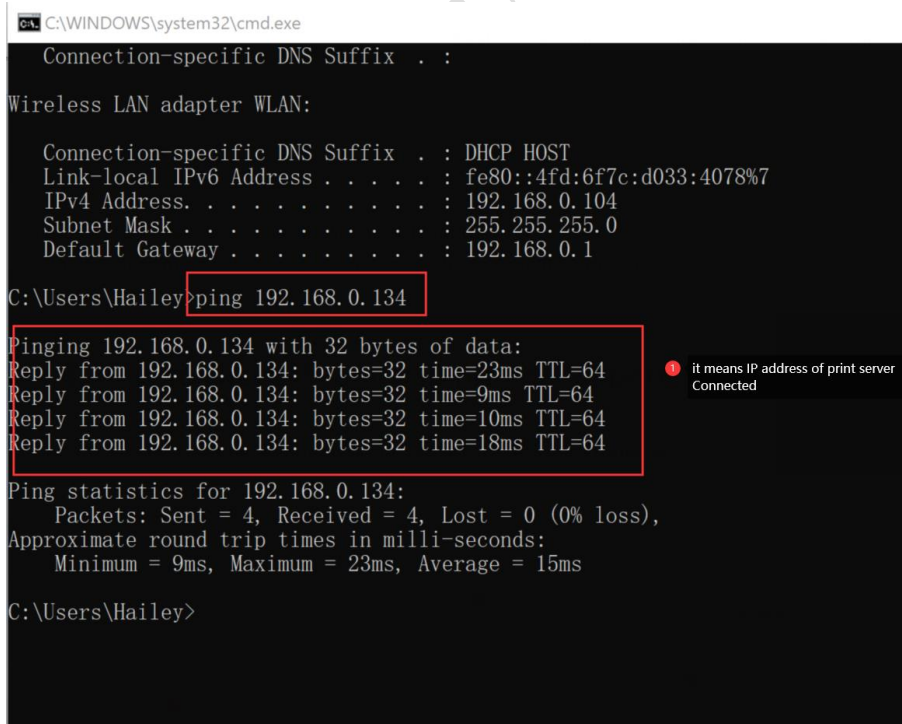 C:\WINDOWS\system32\cmd.exe
Connection-specific DNS Suffix . :
Wireless LAN adapter WLAN:
Connection-specific DNS Suffix . : DHCP HOST
Link-local IPv6 Address . . . . . : fe80::4fd:6f7c:d033:4078%7
IPv4 Address. . . . . . . . . . . : 192.168.0.104
Subnet Mask . . . . . . . . . . . : 255.255.255.0
Default Gateway . . . . . . . . . : 192.168.0.1
C:\Users\Hailey>ping 192.168.0.134
Pinging 192.168.0.134 with 32 bytes of data:
Reply from 192.168.0.134: bytes=32 time=23ms TTL=64
Reply from 192.168.0.134: bytes=32 time=9ms TTL=64
Reply from 192.168.0.134: bytes=32 time=10ms TTL=64
Reply from 192.168.0.134: bytes=32 time=18ms TTL=64
1 it means IP address of print server
Connected
Ping statistics for 192.168.0.134:
Packets: Sent = 4, Received = 4, Lost = 0 (0% loss),
Approximate round trip times in milli-seconds:
Minimum = 9ms, Maximum = 23ms, Average = 15ms
C:\Users\Hailey>